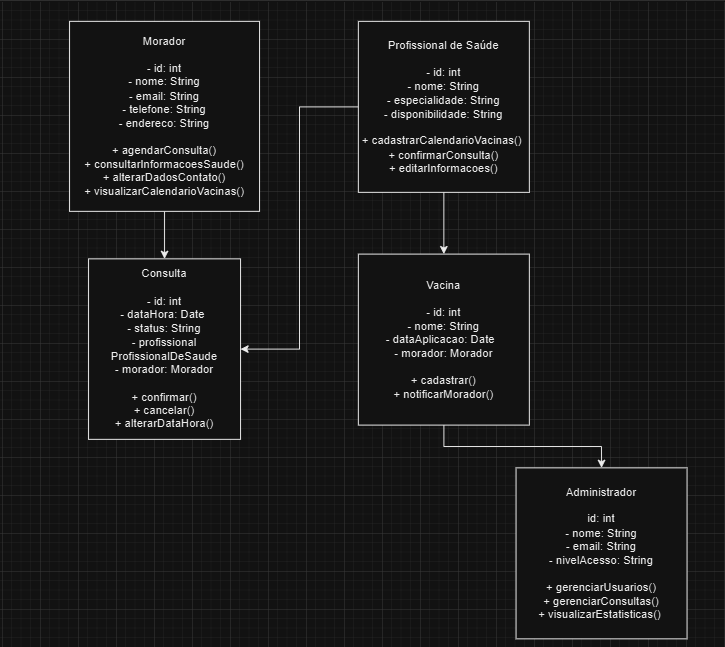 Morador
- id: int
- nome: String
- email: String
- telefone: String
- endereco: String
+ agendarConsulta()
+ consultarInformacoesSaude()
+ alterarDadosContato()
+ visualizarCalendarioVacinas()
Profissional de Saúde
- id: int
- nome: String
- especialidade: String
- disponibilidade: String
+ cadastrarCalendarioVacinas()
+ confirmarConsulta()
+ editarInformacoes()
Consulta
- id: int
- dataHora: Date
- status: String
- profissional
ProfissionalDeSaude
- morador: Morador
+ confirmar()
+ cancelar()
+ alterarDataHora()
Vacina
- id: int
- nome: String
- dataAplicacao: Date
- morador: Morador
+ cadastrar()
+ notificarMorador()
Administrador
id: int
- nome: String
- email: String
- nivelAcesso: String
+ gerenciarUsuarios()
+ gerenciarConsultas()
+ visualizarEstatisticas()